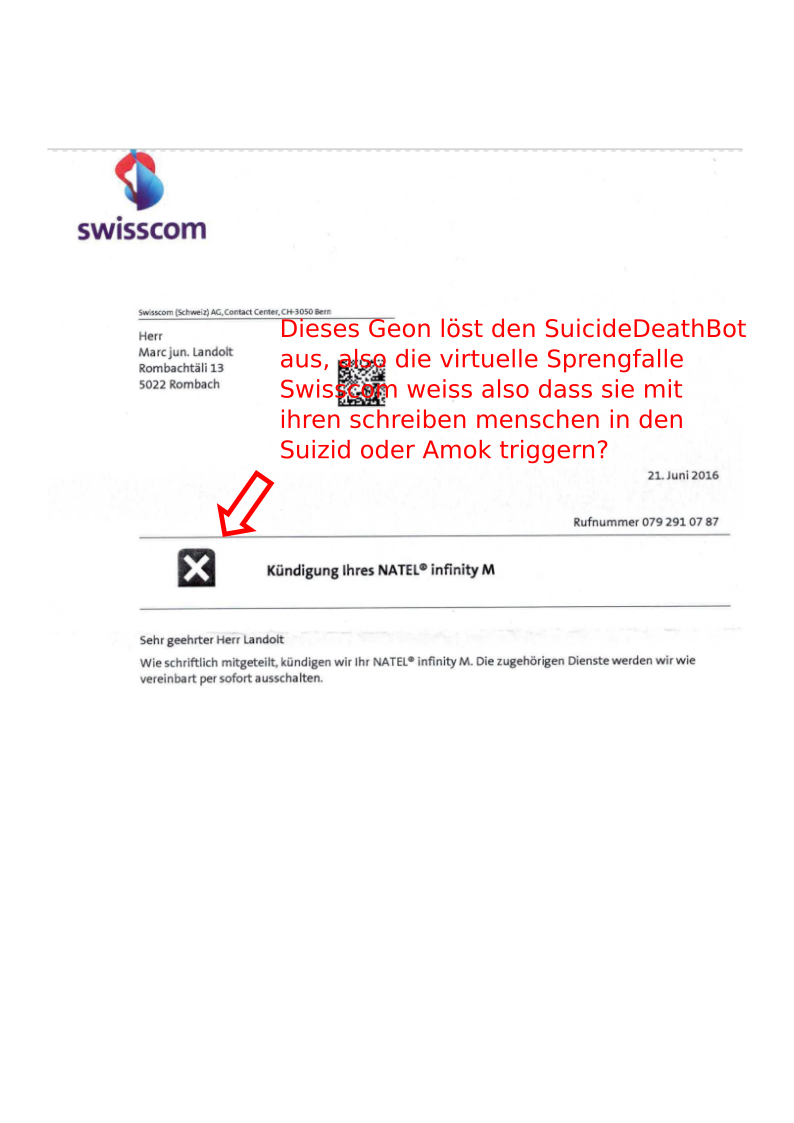 swisscom
Swisscom (Schweiz) AG, Contact Center, CH-3050 Bern
Herr
Marc jun. Landolt
Rombachtäli 13
5022 Rombach
Dieses Geon löst den SuicideDeathBot
aus, also die virtuelle Sprengfalle
Swisscom weiss also dass sie mit
ihren schreiben menschen in den
Suizid oder Amok triggern?
21. Juni 2016
Rufnummer 079 291 07 87
Kündigung Ihres NATEL® infinity M
Sehr geehrter Herr Landolt
Wie schriftlich mitgeteilt, kündigen wir Ihr NATEL® infinity M. Die zugehörigen Dienste werden wir wie
vereinbart per sofort ausschalten.